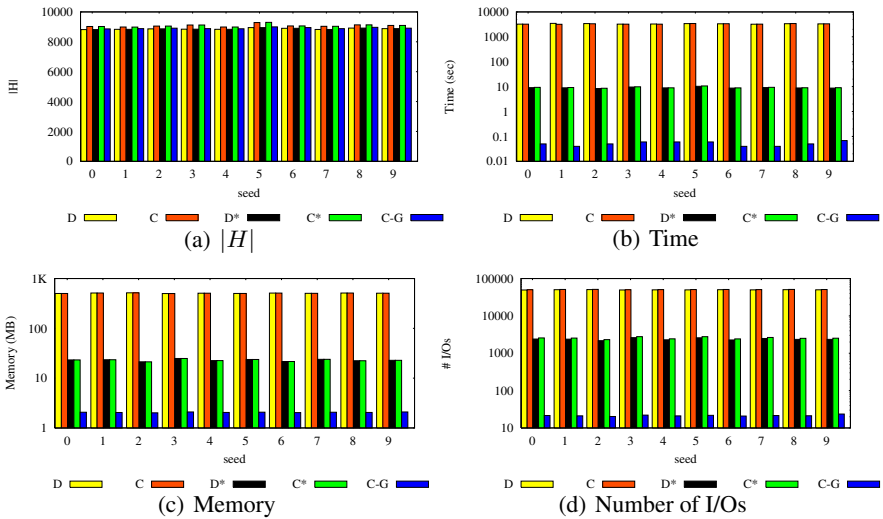 10000
8000
6000
4000
2000
0
|H|
0 1 2 3 4 5 6 7 8 9
seed
D C D* C* C-G
(a) |H|
10000
1000
100
10
1
0.1
0.01
Time (sec)
0 1 2 3 4 5 6 7 8 9
seed
D C D* C* C-G
(b) Time
1K
100
10
1
Memory (MB)
0 1 2 3 4 5 6 7 8 9
seed
D C D* C* C-G
(c) Memory
100000
10000
1000
100
10
# I/Os
0 1 2 3 4 5 6 7 8 9
seed
D C D* C* C-G
(d) Number of I/Os